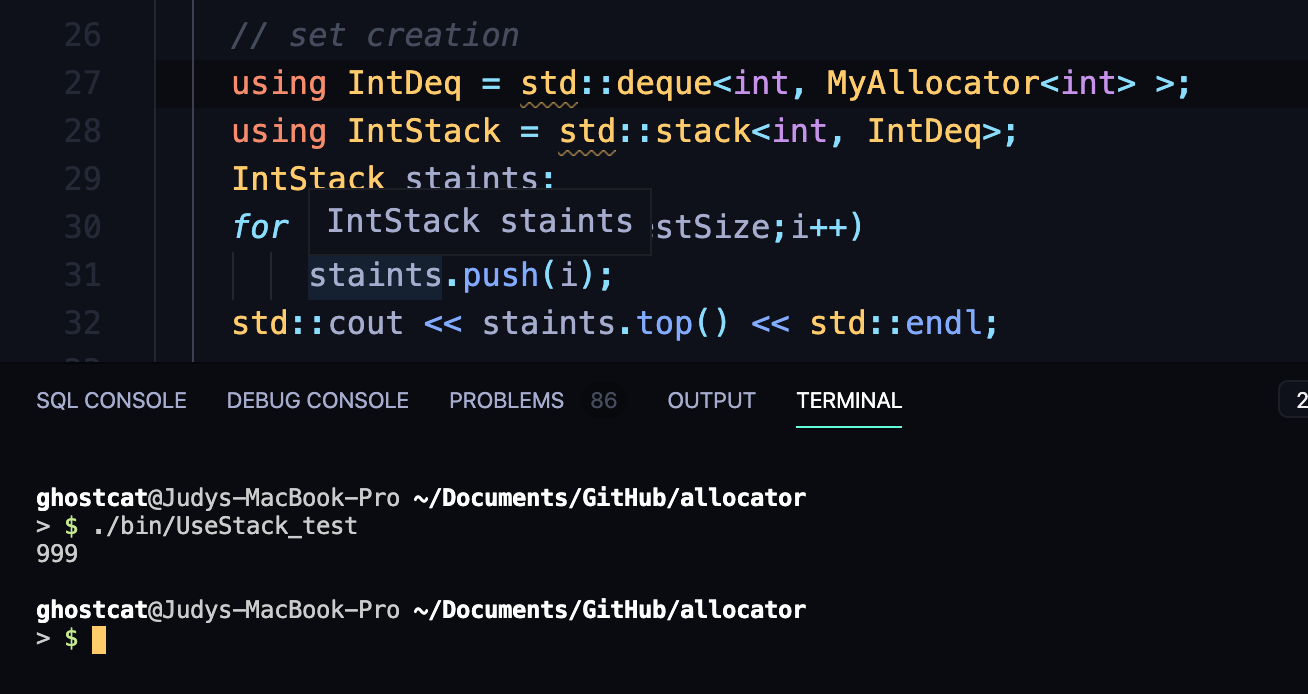 26 // set creation
27 using IntDeq = std::deque<int, MyAllocator<int> >;
28 using IntStack = std::stack<int, IntDeq>;
29 IntStack staints;
30 for stSize;i++)
IntStack staints
31 staints.push(i);
32 std::cout << staints.top() << std::endl;
SQL CONSOLE DEBUG CONSOLE PROBLEMS 86 OUTPUT TERMINAL 2
ghostcat@Judys-MacBook-Pro ~/Documents/GitHub/allocator
> $ ./bin/UseStack_test
999
ghostcat@Judys-MacBook-Pro ~/Documents/GitHub/allocator
> $